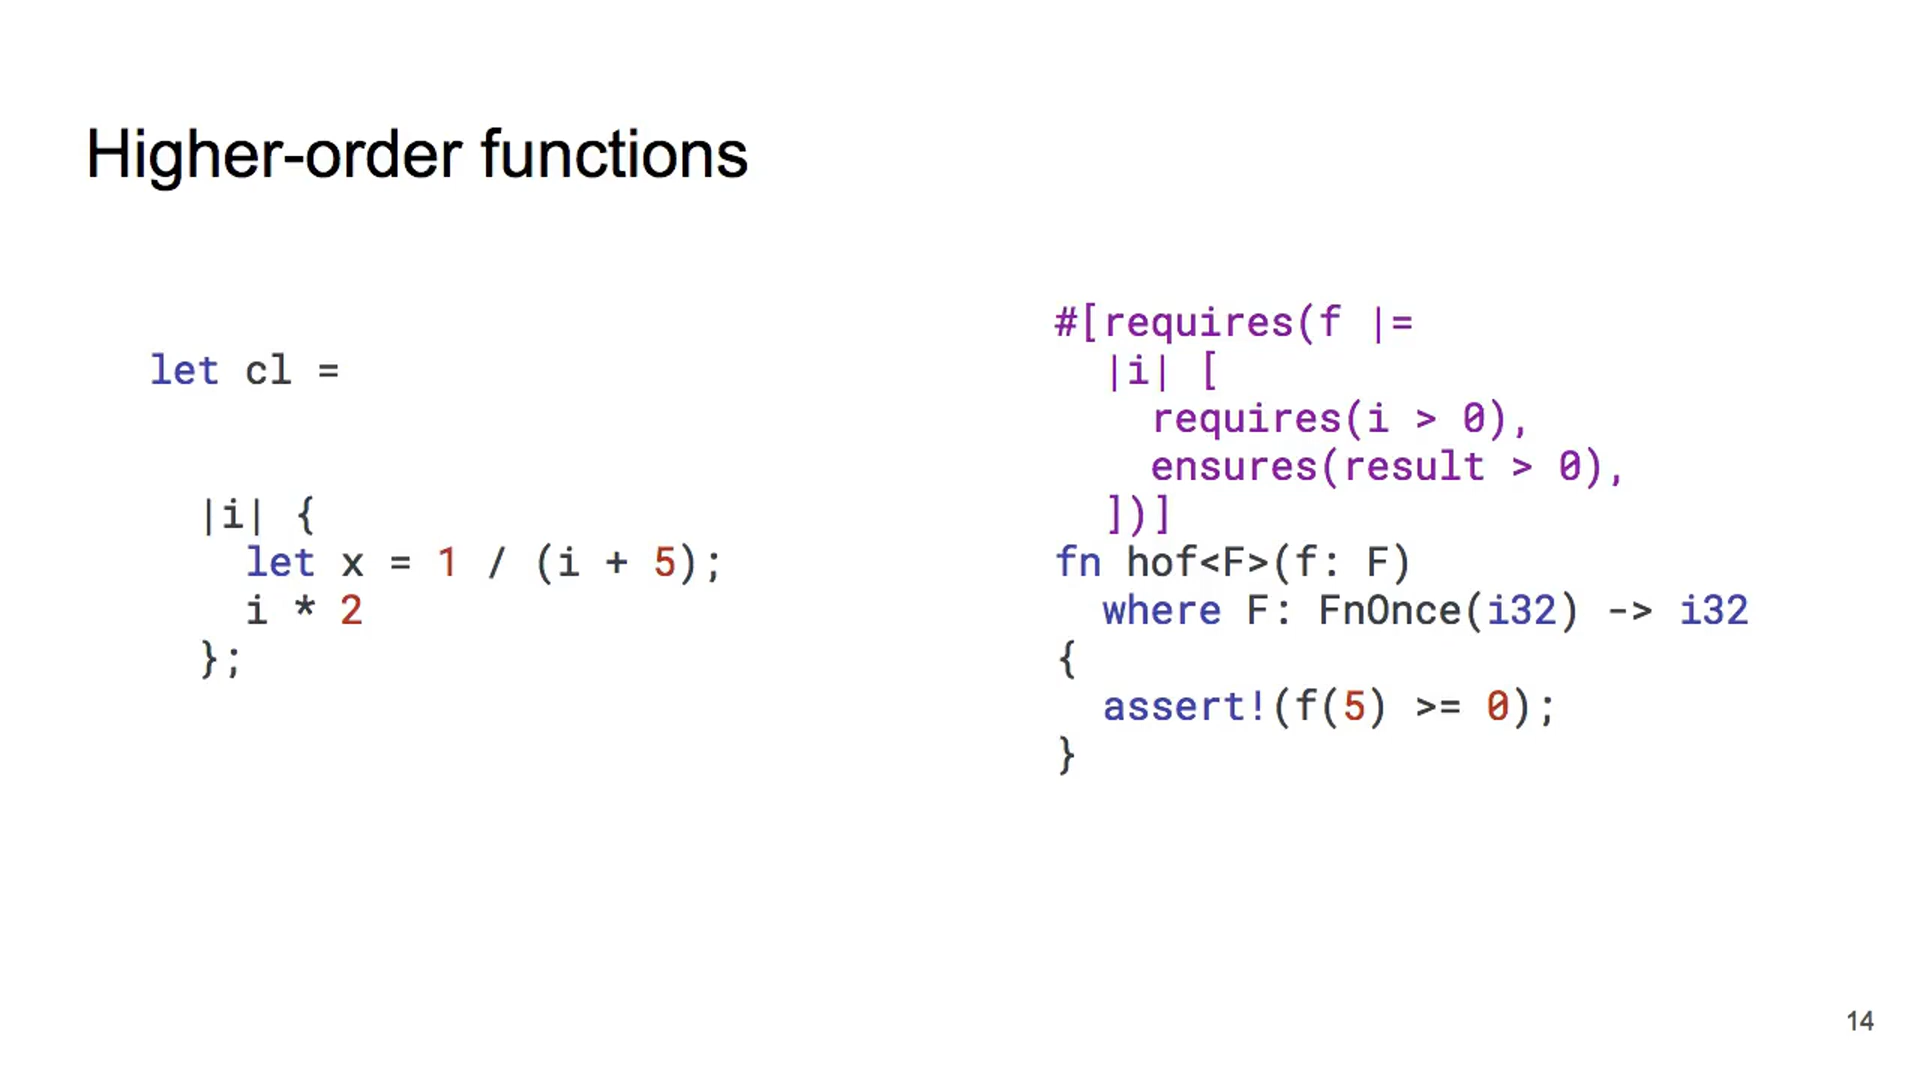 Higher-order functions
let cl =
|i| {
let x = 1 / (i + 5);
i * 2
};
#[requires(f |=
|i| [
requires(i > 0),
ensures(result > 0),
])]
fn hof<F>(f: F)
where F: FnOnce(i32) -> i32
{
assert!(f(5) >= 0);
}
14